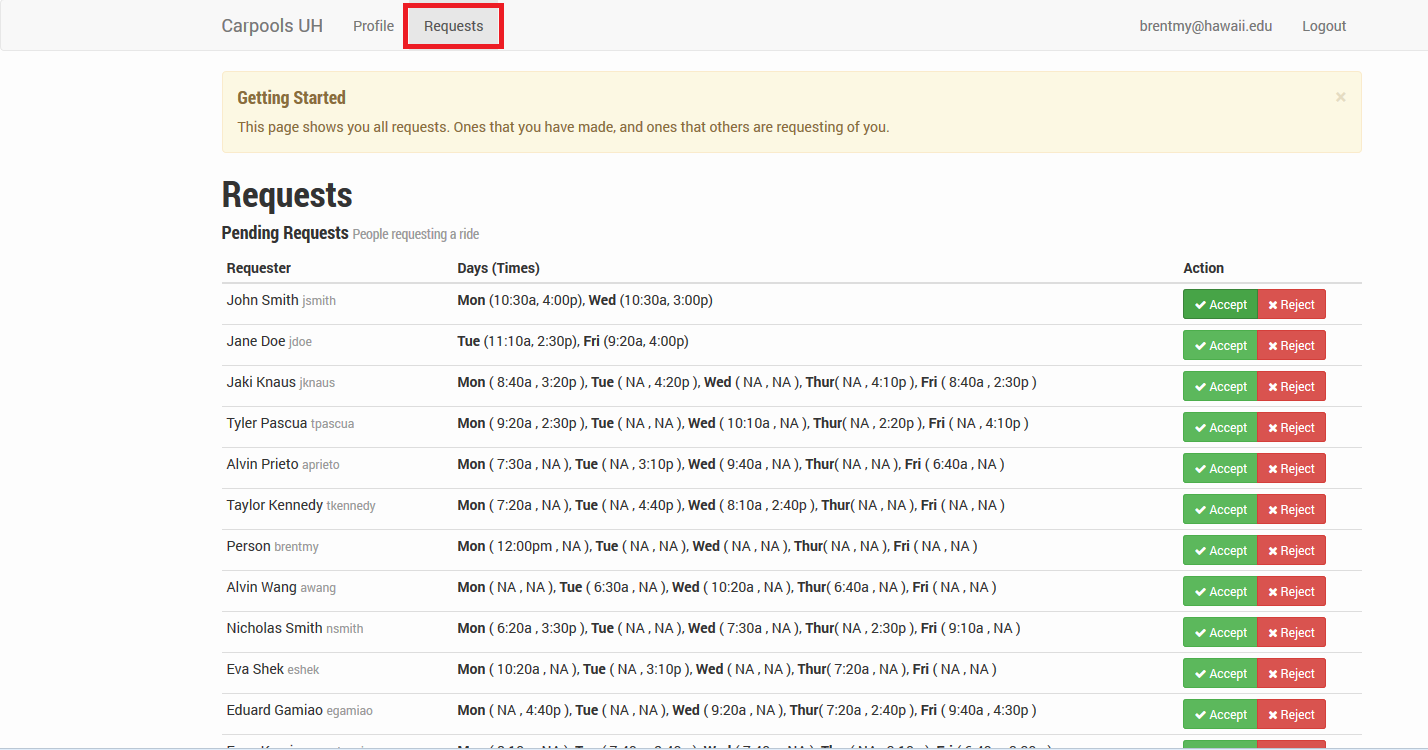 Carpools UH Profile Requests brentmy@hawaii.edu Logout
Getting Started ×
This page shows you all requests. Ones that you have made, and ones that others are requesting of you.
Requests
Pending Requests People requesting a ride
Requester Days (Times) Action
John Smith jsmith Mon (10:30a, 4:00p), Wed (10:30a, 3:00p) Accept Reject
Jane Doe jdoe Tue (11:10a, 2:30p), Fri (9:20a, 4:00p) Accept Reject
Jaki Knaus jknaus Mon ( 8:40a , 3:20p ), Tue ( NA , 4:20p ), Wed ( NA , NA ), Thur( NA , 4:10p ), Fri ( 8:40a , 2:30p ) Accept Reject
Tyler Pascua tpascua Mon ( 9:20a , 2:30p ), Tue ( NA , NA ), Wed ( 10:10a , NA ), Thur( NA , 2:20p ), Fri ( NA , 4:10p ) Accept Reject
Alvin Prieto aprieto Mon ( 7:30a , NA ), Tue ( NA , 3:10p ), Wed ( 9:40a , NA ), Thur( NA , NA ), Fri ( 6:40a , NA ) Accept Reject
Taylor Kennedy tkennedy Mon ( 7:20a , NA ), Tue ( NA , 4:40p ), Wed ( 8:10a , 2:40p ), Thur( NA , NA ), Fri ( NA , NA ) Accept Reject
Person brentmy Mon ( 12:00pm , NA ), Tue ( NA , NA ), Wed ( NA , NA ), Thur( NA , NA ), Fri ( NA , NA ) Accept Reject
Alvin Wang awang Mon ( NA , NA ), Tue ( 6:30a , NA ), Wed ( 10:20a , NA ), Thur( 6:40a , NA ), Fri ( NA , NA ) Accept Reject
Nicholas Smith nsmith Mon ( 6:20a , 3:30p ), Tue ( NA , NA ), Wed ( 7:30a , NA ), Thur( NA , 2:30p ), Fri ( 9:10a , NA ) Accept Reject
Eva Shek eshek Mon ( 10:20a , NA ), Tue ( NA , 3:10p ), Wed ( NA , NA ), Thur( 7:20a , NA ), Fri ( NA , NA ) Accept Reject
Eduard Gamiao egamiao Mon ( NA , 4:40p ), Tue ( NA , NA ), Wed ( 9:20a , NA ), Thur( 7:20a , 2:40p ), Fri ( 9:40a , 4:30p ) Accept Reject